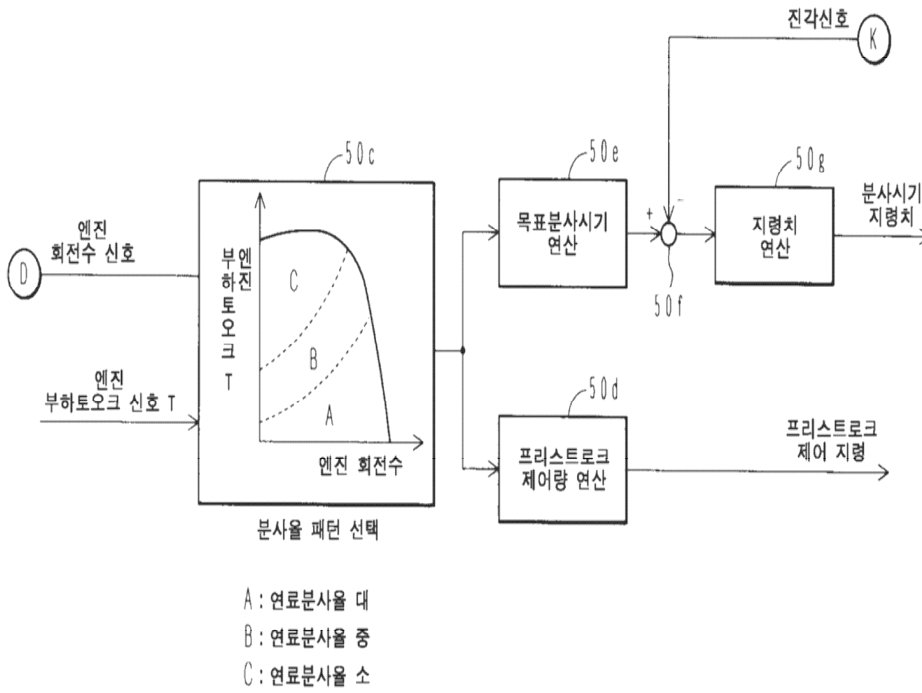 진각신호
K
50c
50e
50g
분사시기
지령치
엔진
회전수 신호
D
목표분사시기
연산
+
-
지령치
연산
50f
엔진
부하토오크 T
C
B
A
엔진 회전수
엔진
부하토오크 신호 T
50d
프리스트로크
제어량 연산
프리스트로크
제어 지령
분사율 패턴 선택
A : 연료분사율 대
B : 연료분사율 중
C : 연료분사율 소